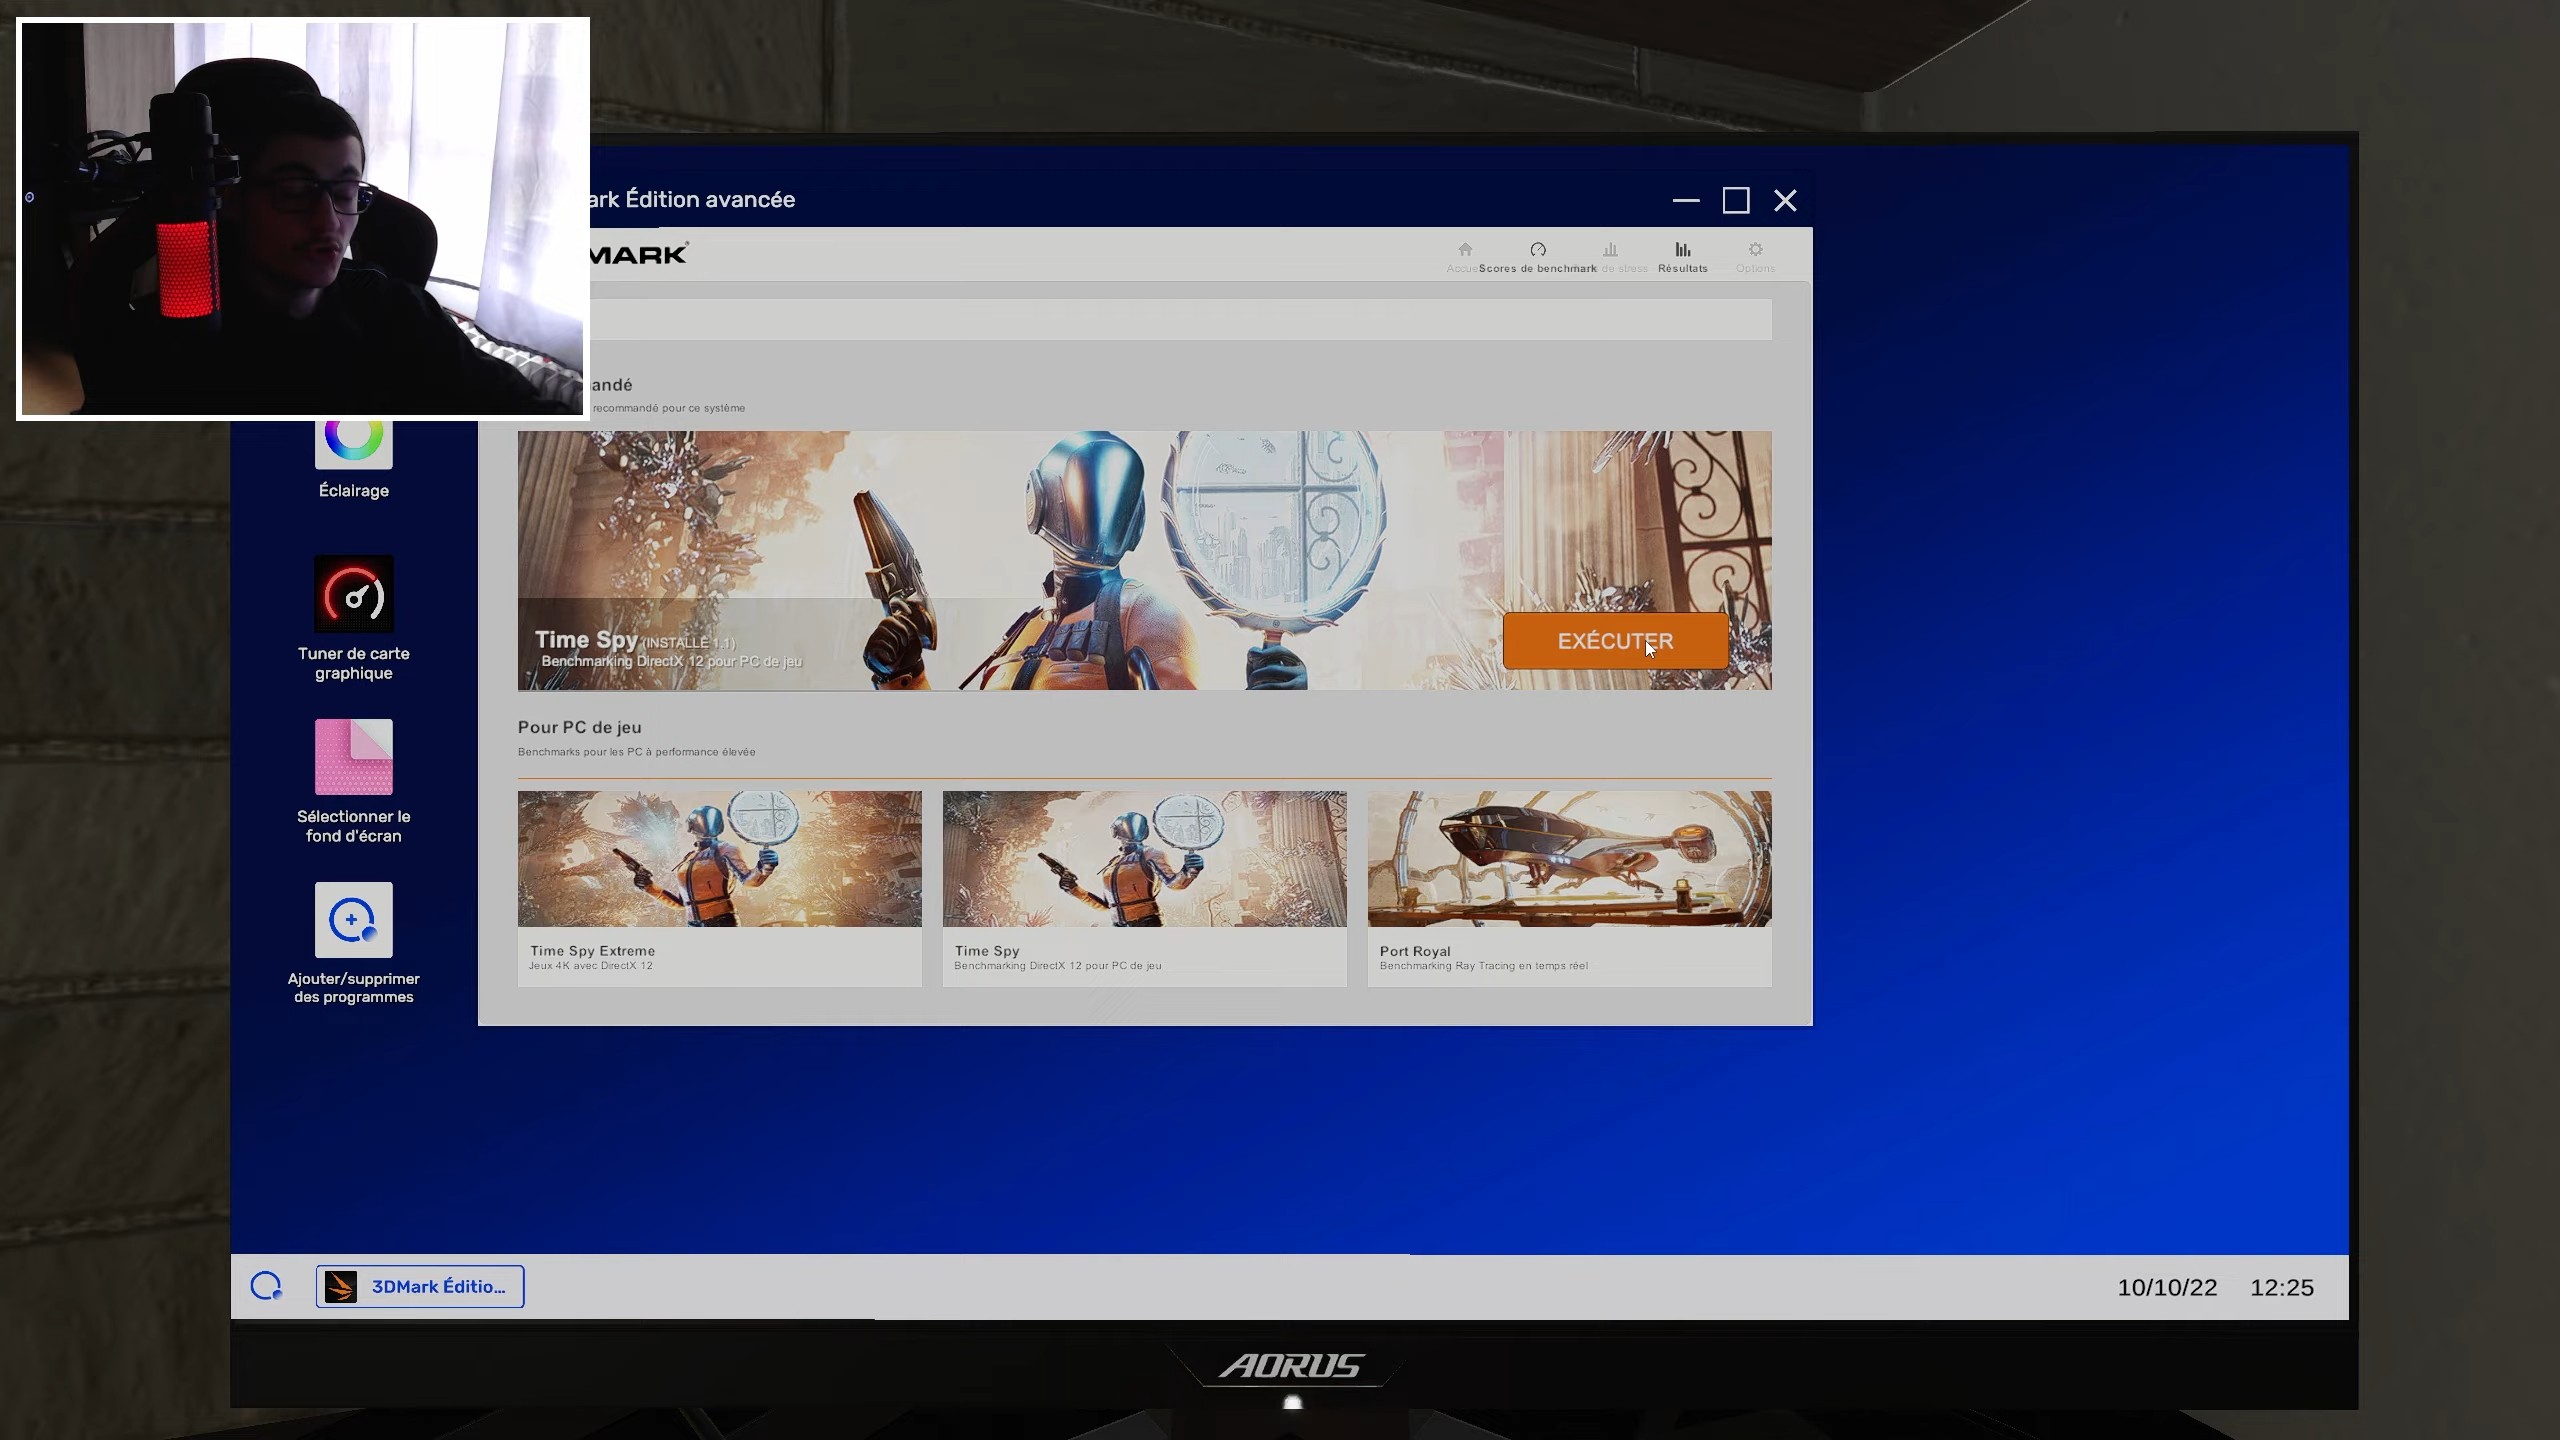 ark Édition avancée
MARK
Scores de benchmark
de stress
Résultats
Options
andé
recommandé pour ce système
Time Spy (INSTALLÉ 1.1)
Benchmarking DirectX 12 pour PC de jeu
EXÉCUTER
Pour PC de jeu
Benchmarks pour les PC à performance élevée
Time Spy Extreme
Jeux 4K avec DirectX 12
Time Spy
Benchmarking DirectX 12 pour PC de jeu
Port Royal
Benchmarking Ray Tracing en temps réel
Éclairage
Tuner de carte
graphique
Sélectionner le
fond d'écran
Ajouter/supprimer
des programmes
3DMark Éditio...
10/10/22 12:25
AORUS